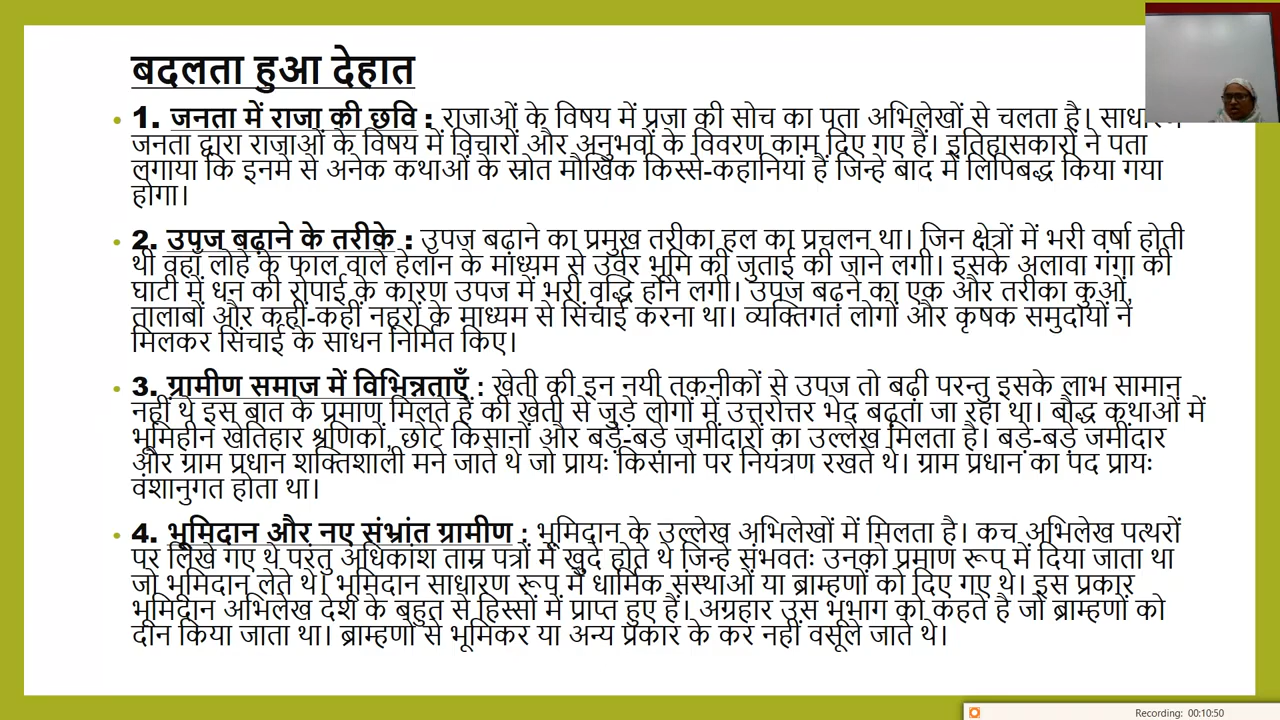 बदलता हुआ देहात
1. जनता में राजा की छवि : राजाओं के विषय में प्रजा की सोच का पता अभिलेखों से चलता है। साधारण
जनता द्वारा राजाओं के विषय में विचारों और अनुभवों के विवरण काम दिए गए हैं। इतिहासकारों ने पता
लगाया कि इनमे से अनेक कथाओं के स्रोत मौखिक किस्से-कहानियां हैं जिन्हे बाद में लिपिबद्ध किया गया
होगा।
2. उपज बढ़ाने के तरीके : उपज बढ़ाने का प्रमुख तरीका हल का प्रचलन था। जिन क्षेत्रों में भरी वर्षा होती
थी वहाँ लोहे के फाल वाले हेलॉन के माध्यम से उर्वर भूमि की जुताई की जाने लगी। इसके अलावा गंगा की
घाटी में धन की रोपाई के कारण उपज में भरी वृद्धि होने लगी। उपज बढ़ने का एक और तरीका कुओं,
तालाबों और कहीं-कहीं नहरों के माध्यम से सिंचाई करना था। व्यक्तिगत लोगों और कृषक समुदायों ने
मिलकर सिंचाई के साधन निर्मित किए।
3. ग्रामीण समाज में विभिन्नताएँ : खेती की इन नयी तकनीकों से उपज तो बढ़ी परन्तु इसके लाभ सामान
नहीं थे इस बात के प्रमाण मिलते हैं की खेती से जुड़े लोगों में उत्तरोत्तर भेद बढ़ता जा रहा था। बौद्ध कथाओं में
भूमिहीन खेतिहार श्रणिकों, छोटे किसानों और बड़े-बड़े जमींदारों का उल्लेख मिलता है। बड़े-बड़े जमींदार
और ग्राम प्रधान शक्तिशाली मने जाते थे जो प्रायः किसानो पर नियंत्रण रखते थे। ग्राम प्रधान का पद प्रायः
वंशानुगत होता था।
4. भूमिदान और नए संभ्रांत ग्रामीण : भूमिदान के उल्लेख अभिलेखों में मिलता है। कच अभिलेख पत्थरों
पर लिखे गए थे परंतु अधिकांश ताम्र पत्रों में खुदे होते थे जिन्हे संभवतः उनको प्रमाण रूप में दिया जाता था
जो भमिदान लेते थे। भूमिदान साधारण रूप में धार्मिक संस्थाओं या ब्राम्हणों को दिए गए थे। इस प्रकार
भूमिदान अभिलेख देश के बहुत से हिस्सों में प्राप्त हुए हैं। अग्रहार उस भूभाग को कहते है जो ब्राम्हणों को
दान किया जाता था। ब्राम्हणो से भूमिकर या अन्य प्रकार के कर नहीं वसूले जाते थे।
Recording: 00:10:50